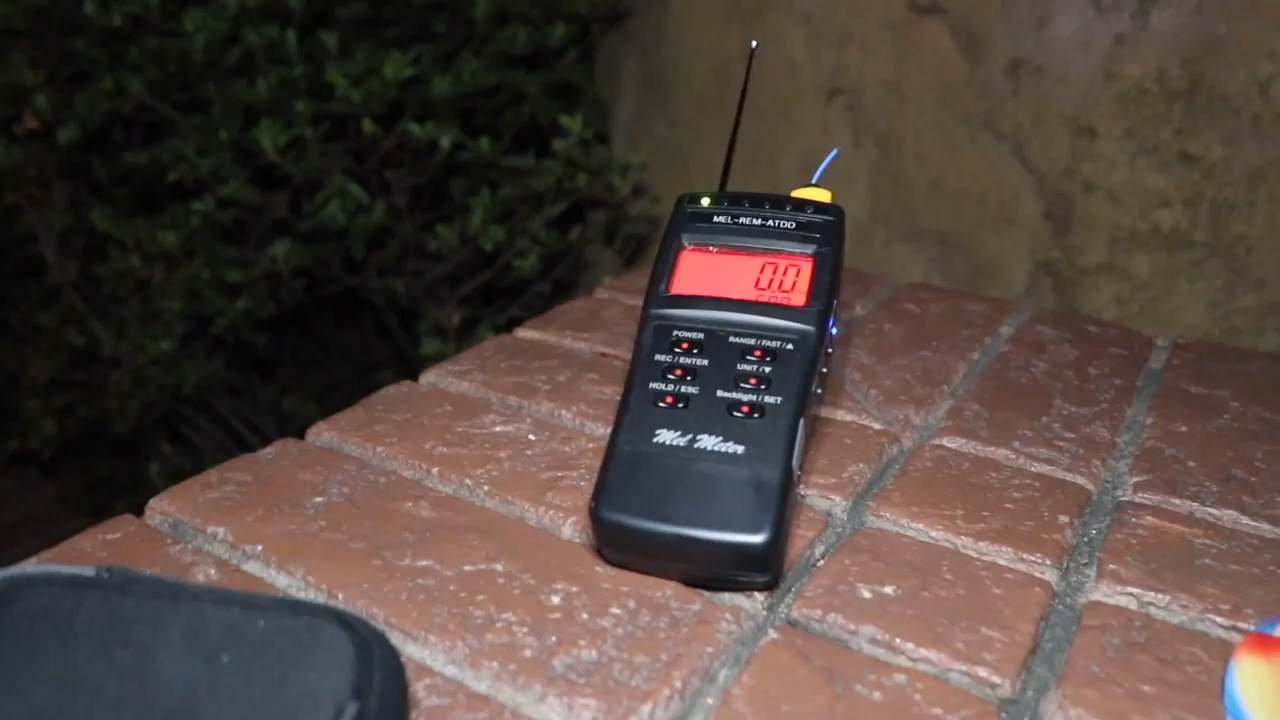 MEL-REM-ATDD
0.0
POWER
RANGE / FAST / ▲
REC / ENTER
UNIT / ▼
HOLD / ESC
Backlight / SET
Mel Meter